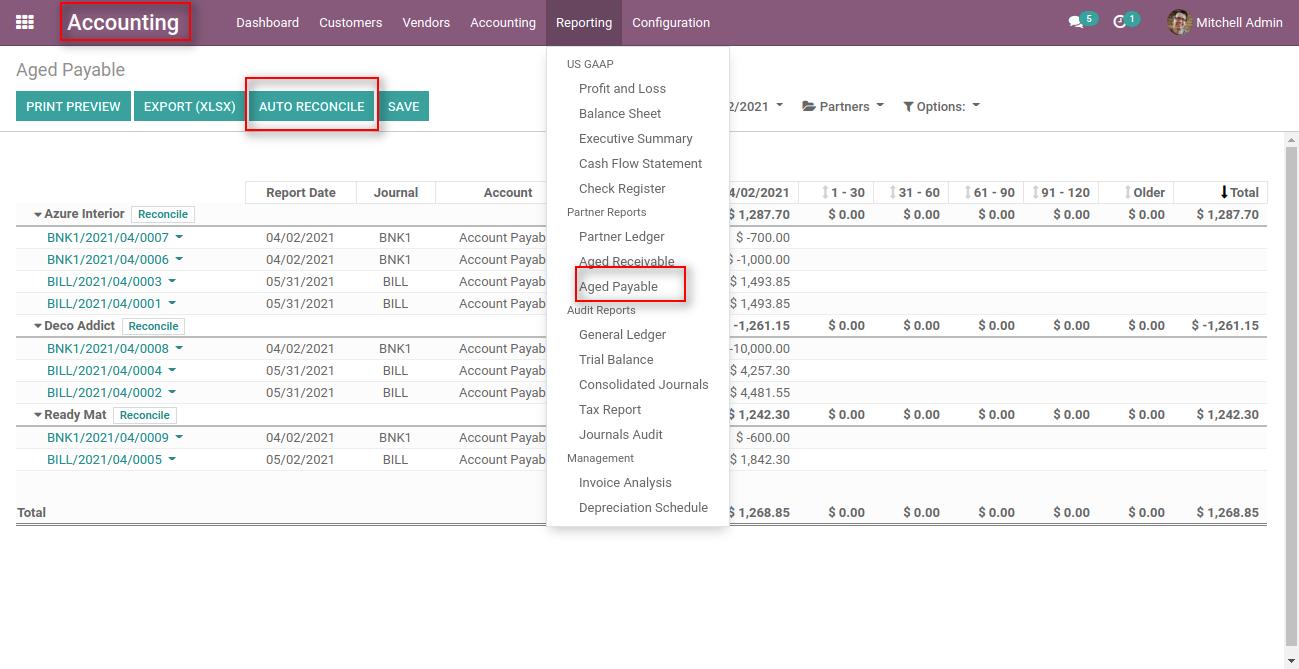 Accounting Dashboard Customers Vendors Accounting Reporting Configuration 5 1 Mitchell Admin
Aged Payable
PRINT PREVIEW EXPORT (XLSX) AUTO RECONCILE SAVE 2/2021 Partners Options:
US GAAP
Profit and Loss
Balance Sheet
Executive Summary
Cash Flow Statement
Check Register
Partner Reports
Partner Ledger
Aged Receivable
Aged Payable
Audit Reports
General Ledger
Trial Balance
Consolidated Journals
Tax Report
Journals Audit
Management
Invoice Analysis
Depreciation Schedule
Report Date Journal Account 4/02/2021 1 - 30 31 - 60 61 - 90 91 - 120 Older Total
Azure Interior Reconcile $ 1,287.70 $ 0.00 $ 0.00 $ 0.00 $ 0.00 $ 0.00 $ 1,287.70
BNK1/2021/04/0007 04/02/2021 BNK1 Account Payab $ -700.00
BNK1/2021/04/0006 04/02/2021 BNK1 Account Payab $ -1,000.00
BILL/2021/04/0003 05/31/2021 BILL Account Payab $ 1,493.85
BILL/2021/04/0001 05/31/2021 BILL Account Payab $ 1,493.85
Deco Addict Reconcile -1,261.15 $ 0.00 $ 0.00 $ 0.00 $ 0.00 $ 0.00 $ -1,261.15
BNK1/2021/04/0008 04/02/2021 BNK1 Account Payab -10,000.00
BILL/2021/04/0004 05/31/2021 BILL Account Payab $ 4,257.30
BILL/2021/04/0002 05/31/2021 BILL Account Payab $ 4,481.55
Ready Mat Reconcile $ 1,242.30 $ 0.00 $ 0.00 $ 0.00 $ 0.00 $ 0.00 $ 1,242.30
BNK1/2021/04/0009 04/02/2021 BNK1 Account Payab $ -600.00
BILL/2021/04/0005 05/02/2021 BILL Account Payab $ 1,842.30
Total $ 1,268.85 $ 0.00 $ 0.00 $ 0.00 $ 0.00 $ 0.00 $ 1,268.85